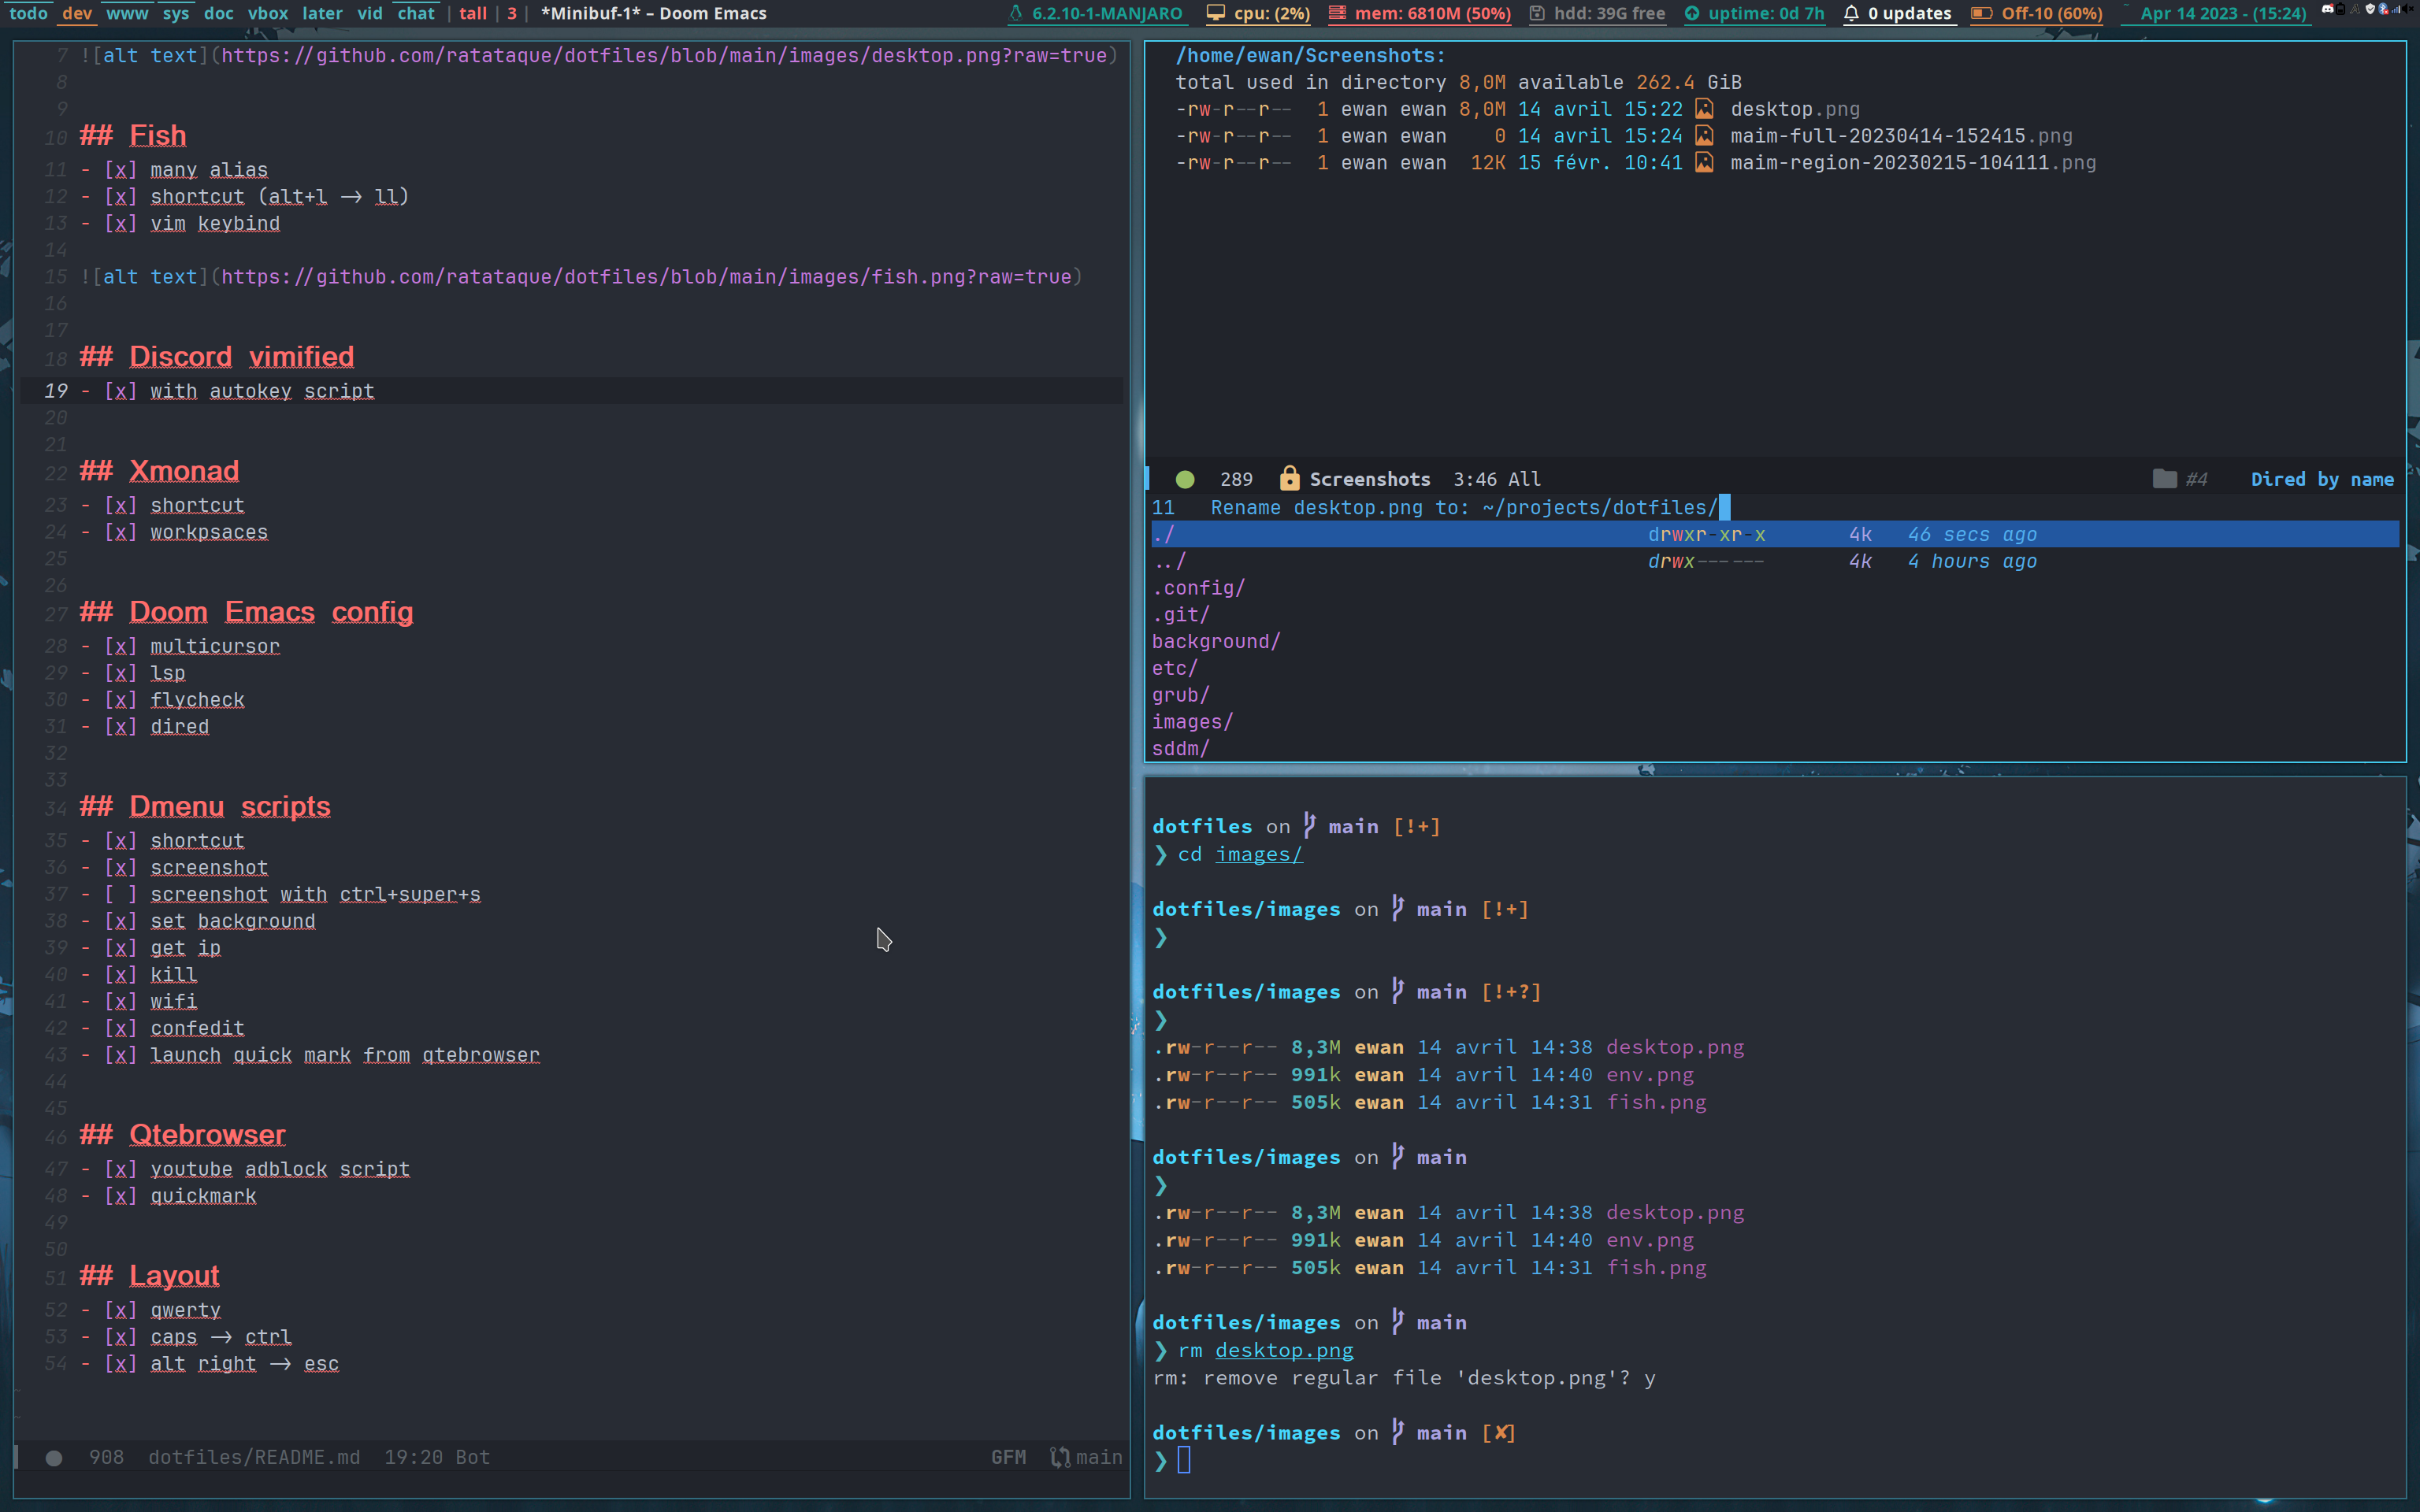 todo dev www sys doc vbox later vid chat | tall | 3 | *Minibuf-1* – Doom Emacs 6.2.10-1-MANJARO cpu: (2%) mem: 6810M (50%) hdd: 39G free uptime: 0d 7h 0 updates Off-10 (60%) Apr 14 2023 - (15:24)
7 ![alt text](https://github.com/ratataque/dotfiles/blob/main/images/desktop.png?raw=true)
8
9
10 ## Fish
11 - [x] many alias
12 - [x] shortcut (alt+l -> ll)
13 - [x] vim keybind
14
15 ![alt text](https://github.com/ratataque/dotfiles/blob/main/images/fish.png?raw=true)
16
17
18 ## Discord vimified
19 - [x] with autokey script
20
21
22 ## Xmonad
23 - [x] shortcut
24 - [x] workpsaces
25
26
27 ## Doom Emacs config
28 - [x] multicursor
29 - [x] lsp
30 - [x] flycheck
31 - [x] dired
32
33
34 ## Dmenu scripts
35 - [x] shortcut
36 - [x] screenshot
37 - [ ] screenshot with ctrl+super+s
38 - [x] set background
39 - [x] get ip
40 - [x] kill
41 - [x] wifi
42 - [x] confedit
43 - [x] launch quick mark from qtebrowser
44
45
46 ## Qtebrowser
47 - [x] youtube adblock script
48 - [x] quickmark
49
50
51 ## Layout
52 - [x] qwerty
53 - [x] caps -> ctrl
54 - [x] alt right -> esc
908 dotfiles/README.md 19:20 Bot GFM main
/home/ewan/Screenshots:
total used in directory 8,0M available 262.4 GiB
-rw-r--r-- 1 ewan ewan 8,0M 14 avril 15:22 desktop.png
-rw-r--r-- 1 ewan ewan 0 14 avril 15:24 maim-full-20230414-152415.png
-rw-r--r-- 1 ewan ewan 12K 15 févr. 10:41 maim-region-20230215-104111.png
289 Screenshots 3:46 All #4 Dired by name
11 Rename desktop.png to: ~/projects/dotfiles/
./ drwxr-xr-x 4k 46 secs ago
../ drwx------ 4k 4 hours ago
.config/
.git/
background/
etc/
grub/
images/
sddm/
dotfiles on main [!+]
❯ cd images/
dotfiles/images on main [!+]
❯
dotfiles/images on main [!+?]
❯
.rw-r--r-- 8,3M ewan 14 avril 14:38 desktop.png
.rw-r--r-- 991k ewan 14 avril 14:40 env.png
.rw-r--r-- 505k ewan 14 avril 14:31 fish.png
dotfiles/images on main
❯
.rw-r--r-- 8,3M ewan 14 avril 14:38 desktop.png
.rw-r--r-- 991k ewan 14 avril 14:40 env.png
.rw-r--r-- 505k ewan 14 avril 14:31 fish.png
dotfiles/images on main
❯ rm desktop.png
rm: remove regular file 'desktop.png'? y
dotfiles/images on main [✘]
❯